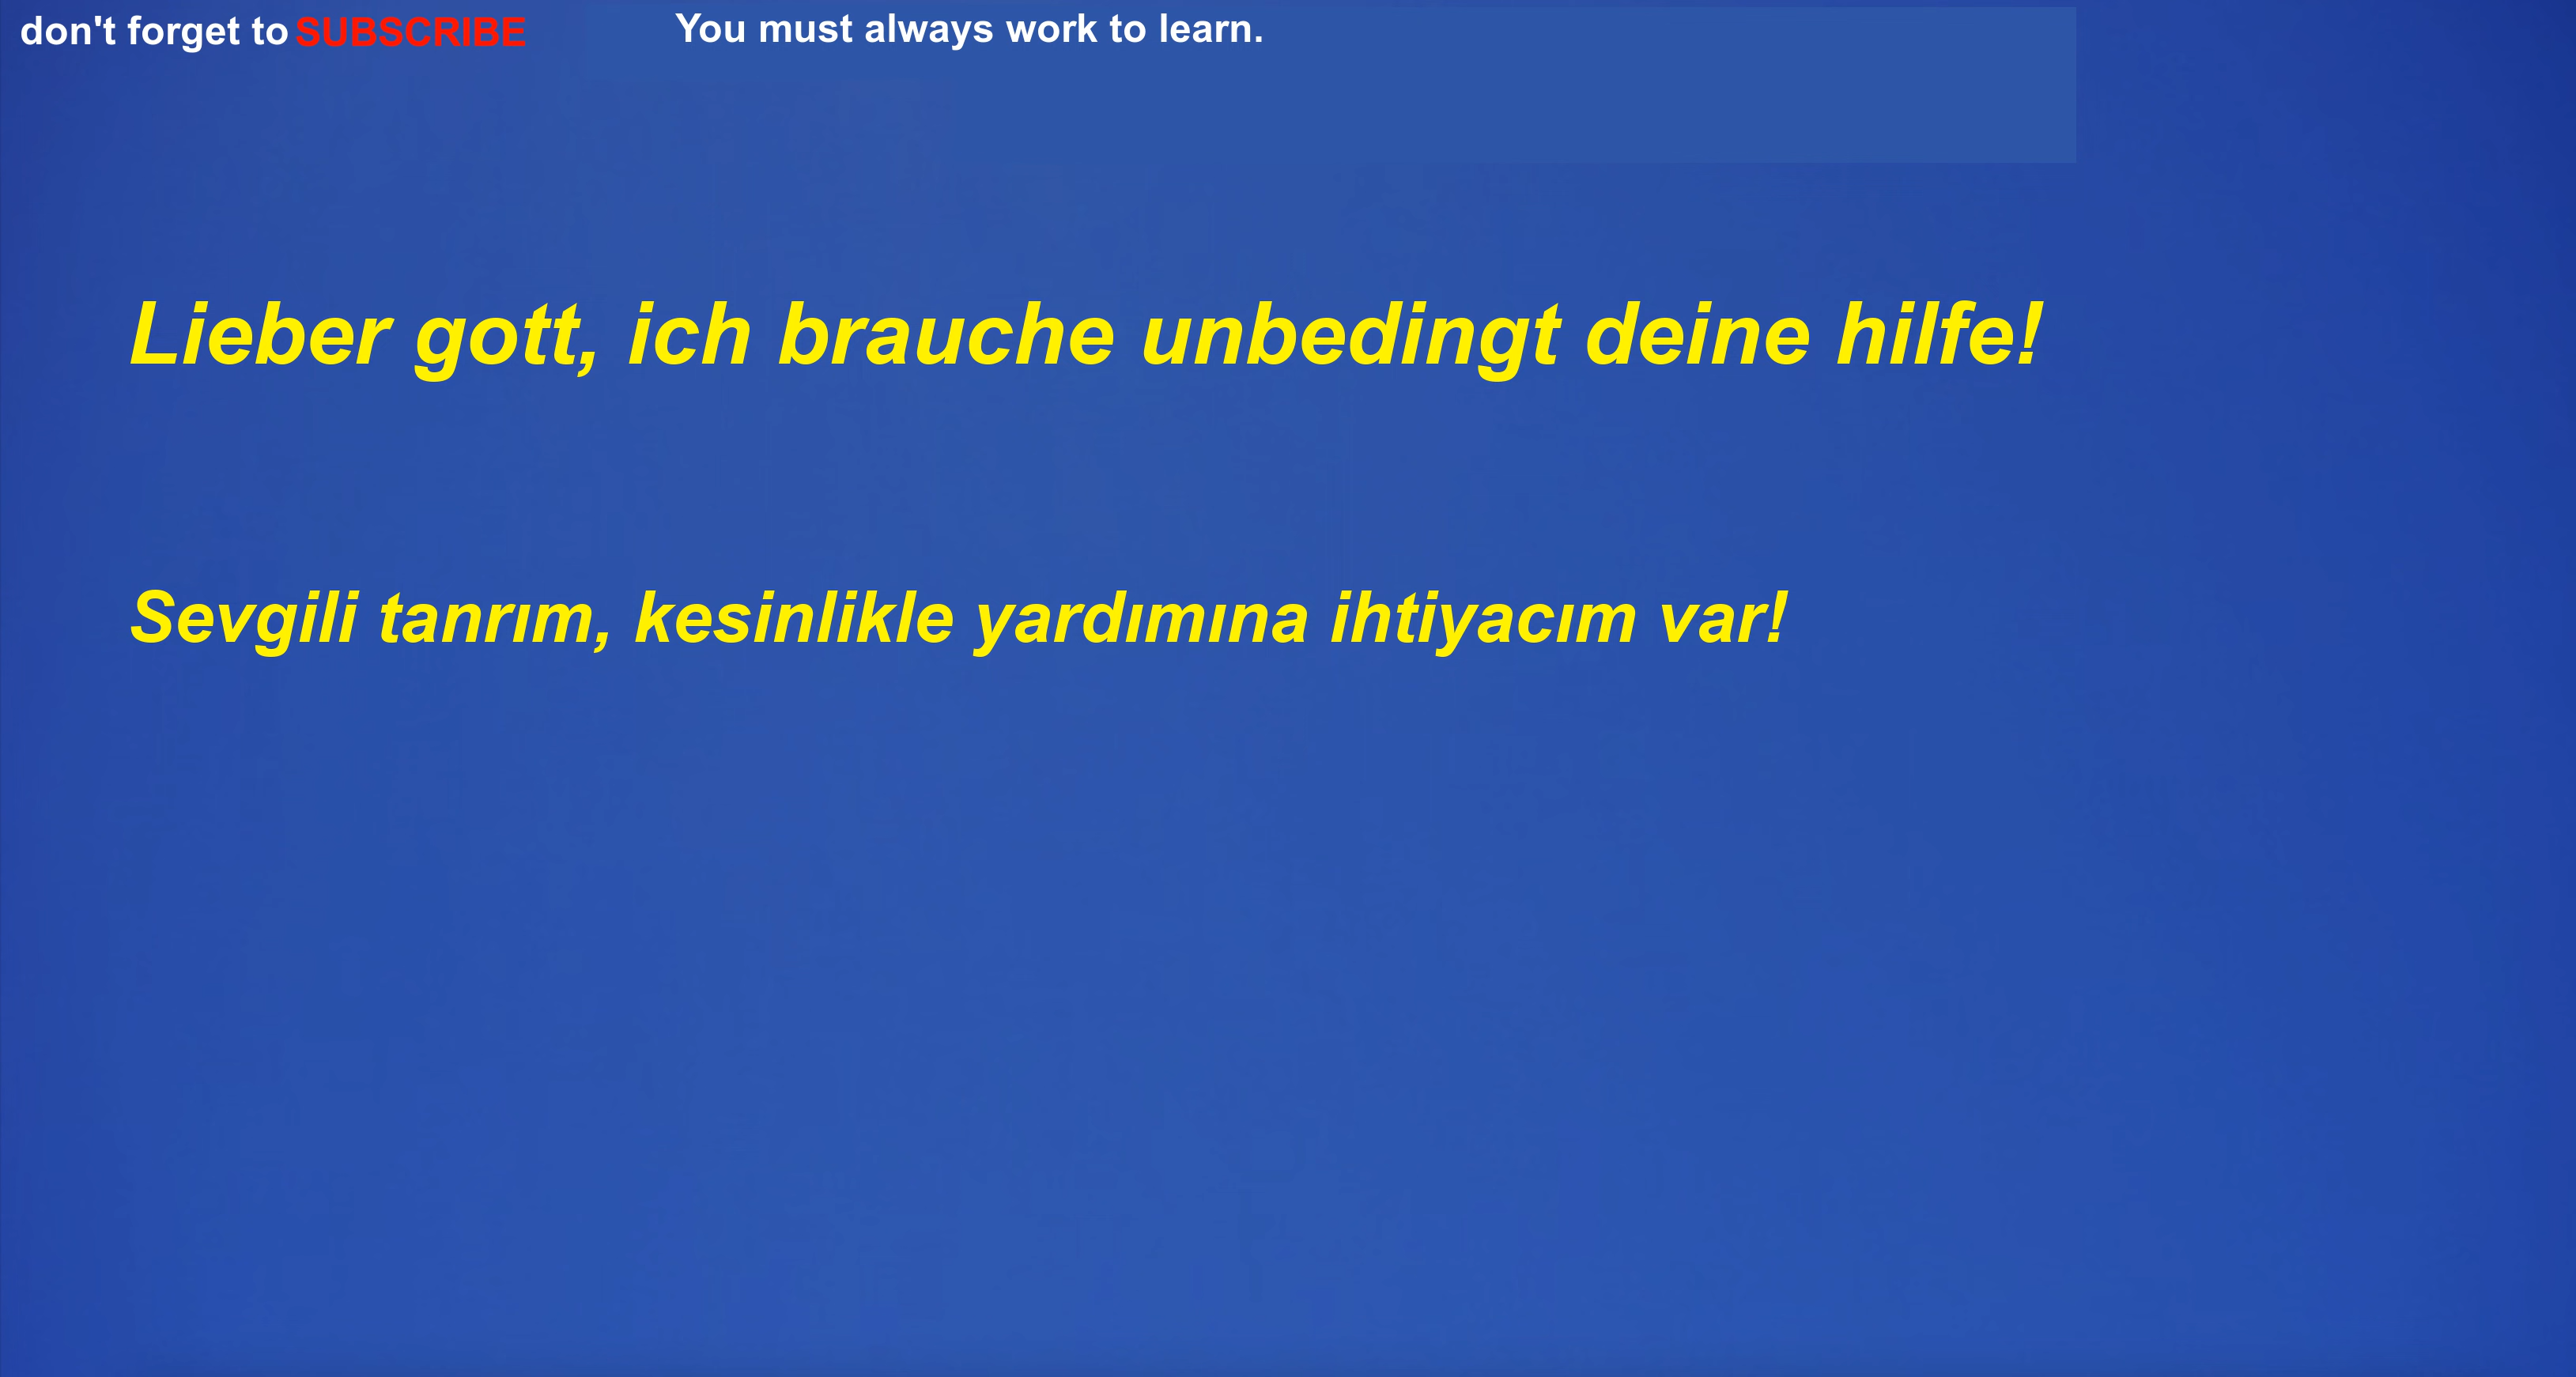 don't forget to SUBSCRIBE
You must always work to learn.
Lieber gott, ich brauche unbedingt deine hilfe!
Sevgili tanrım, kesinlikle yardımına ihtiyacım var!